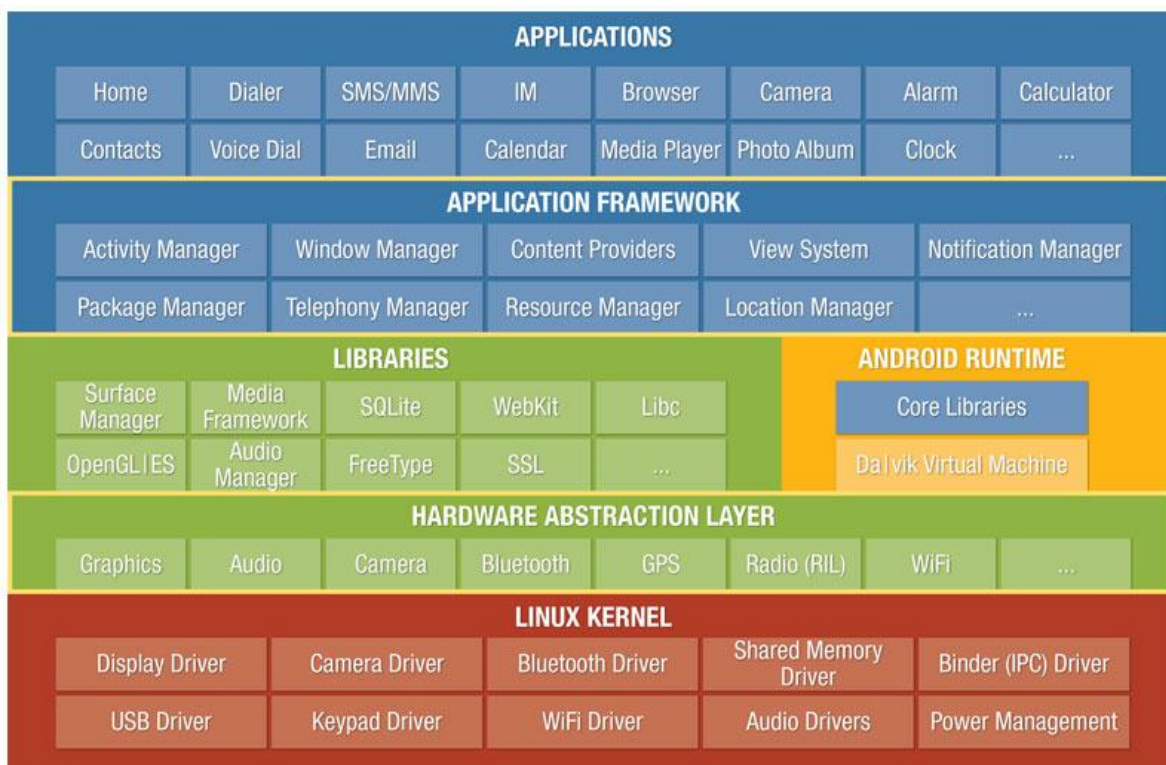 APPLICATIONS
Home Dialer SMS/MMS IM Browser Camera Alarm Calculator
Contacts Voice Dial Email Calendar Media Player Photo Album Clock ...
APPLICATION FRAMEWORK
Activity Manager Window Manager Content Providers View System Notification Manager
Package Manager Telephony Manager Resource Manager Location Manager ...
LIBRARIES
Surface
Manager
Media
Framework
SQLite WebKit Libc
OpenGL|ES
Audio
Manager
FreeType SSL ...
ANDROID RUNTIME
Core Libraries
Da|vik Virtual Machine
HARDWARE ABSTRACTION LAYER
Graphics Audio Camera Bluetooth GPS Radio (RIL) WiFi ...
LINUX KERNEL
Display Driver Camera Driver Bluetooth Driver
Shared Memory
Driver
Binder (IPC) Driver
USB Driver Keypad Driver WiFi Driver Audio Drivers Power Management